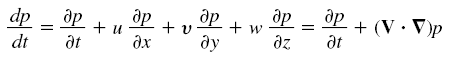 dp/dt = ∂p/∂t + u ∂p/∂x + υ ∂p/∂y + w ∂p/∂z = ∂p/∂t + (V · ∇)p